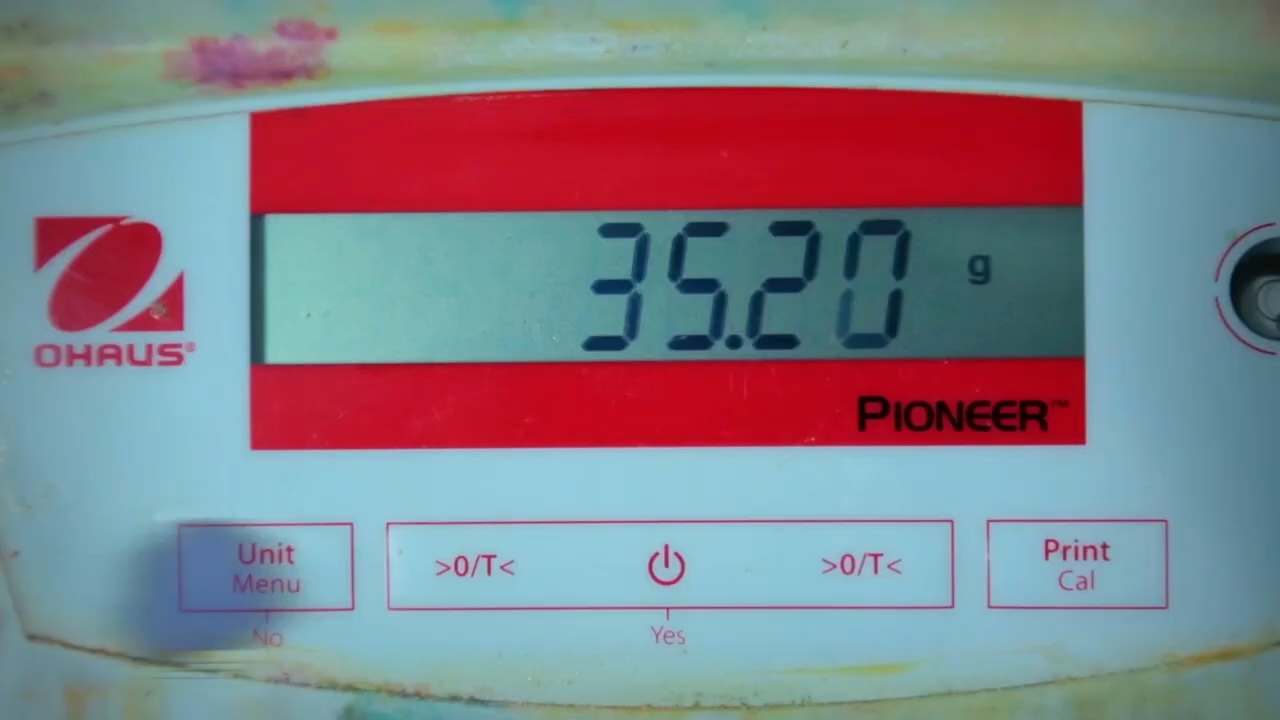 OHAUS®
35.20 g
PIONEER™
Unit
Menu
No
>0/T<
>0/T<
Yes
Print
Cal